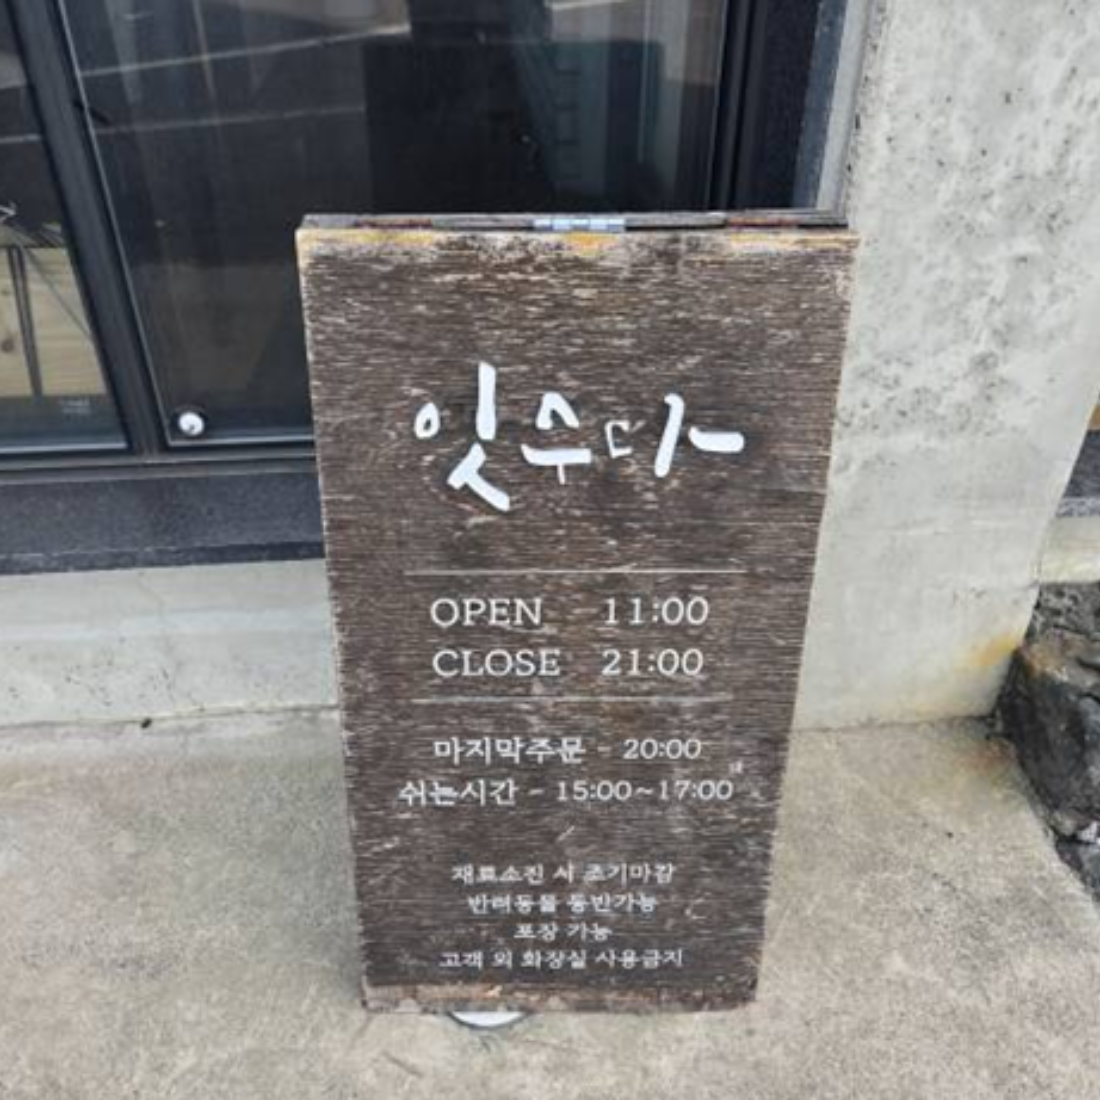 잇수다
OPEN 11:00
CLOSE 21:00
마지막주문 - 20:00
쉬는시간 - 15:00~17:00
재료소진 시 조기마감
반려동물 동반가능
포장 가능
고객 외 화장실 사용금지